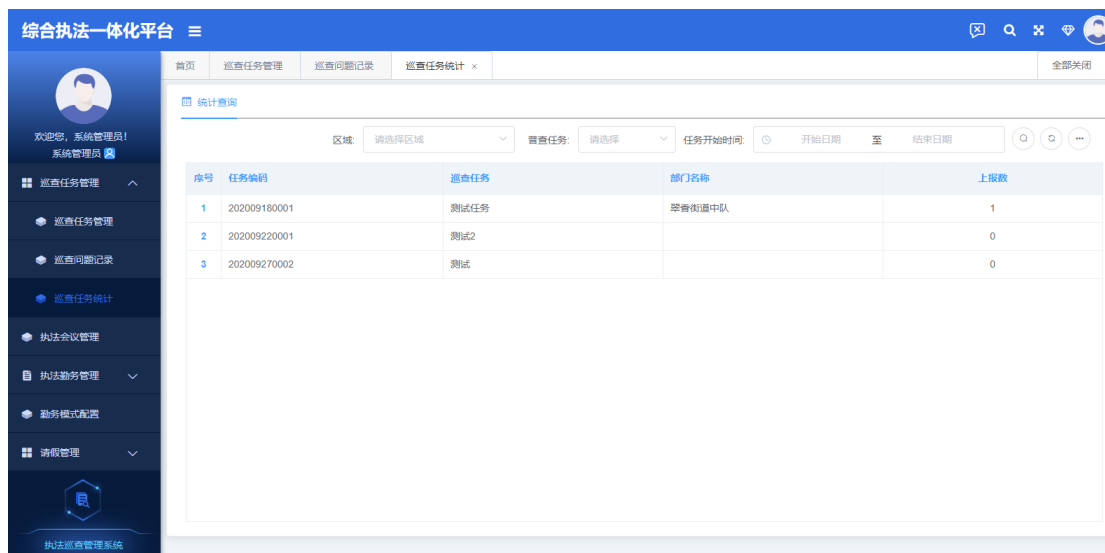 综合执法一体化平台
首页 巡查任务管理 巡查问题记录 巡查任务统计 × 全部关闭
欢迎您，系统管理员！
系统管理员
统计查询
区域: 请选择区域 普查任务: 请选择 任务开始时间: 开始日期 至 结束日期
序号 任务编码 巡查任务 部门名称 上报数
1 202009180001 测试任务 翠香街道中队 1
2 202009220001 测试2 0
3 202009270002 测试 0
巡查任务管理
巡查任务管理
巡查问题记录
巡查任务统计
执法会议管理
执法勤务管理
勤务模式配置
请假管理
执法巡查管理系统